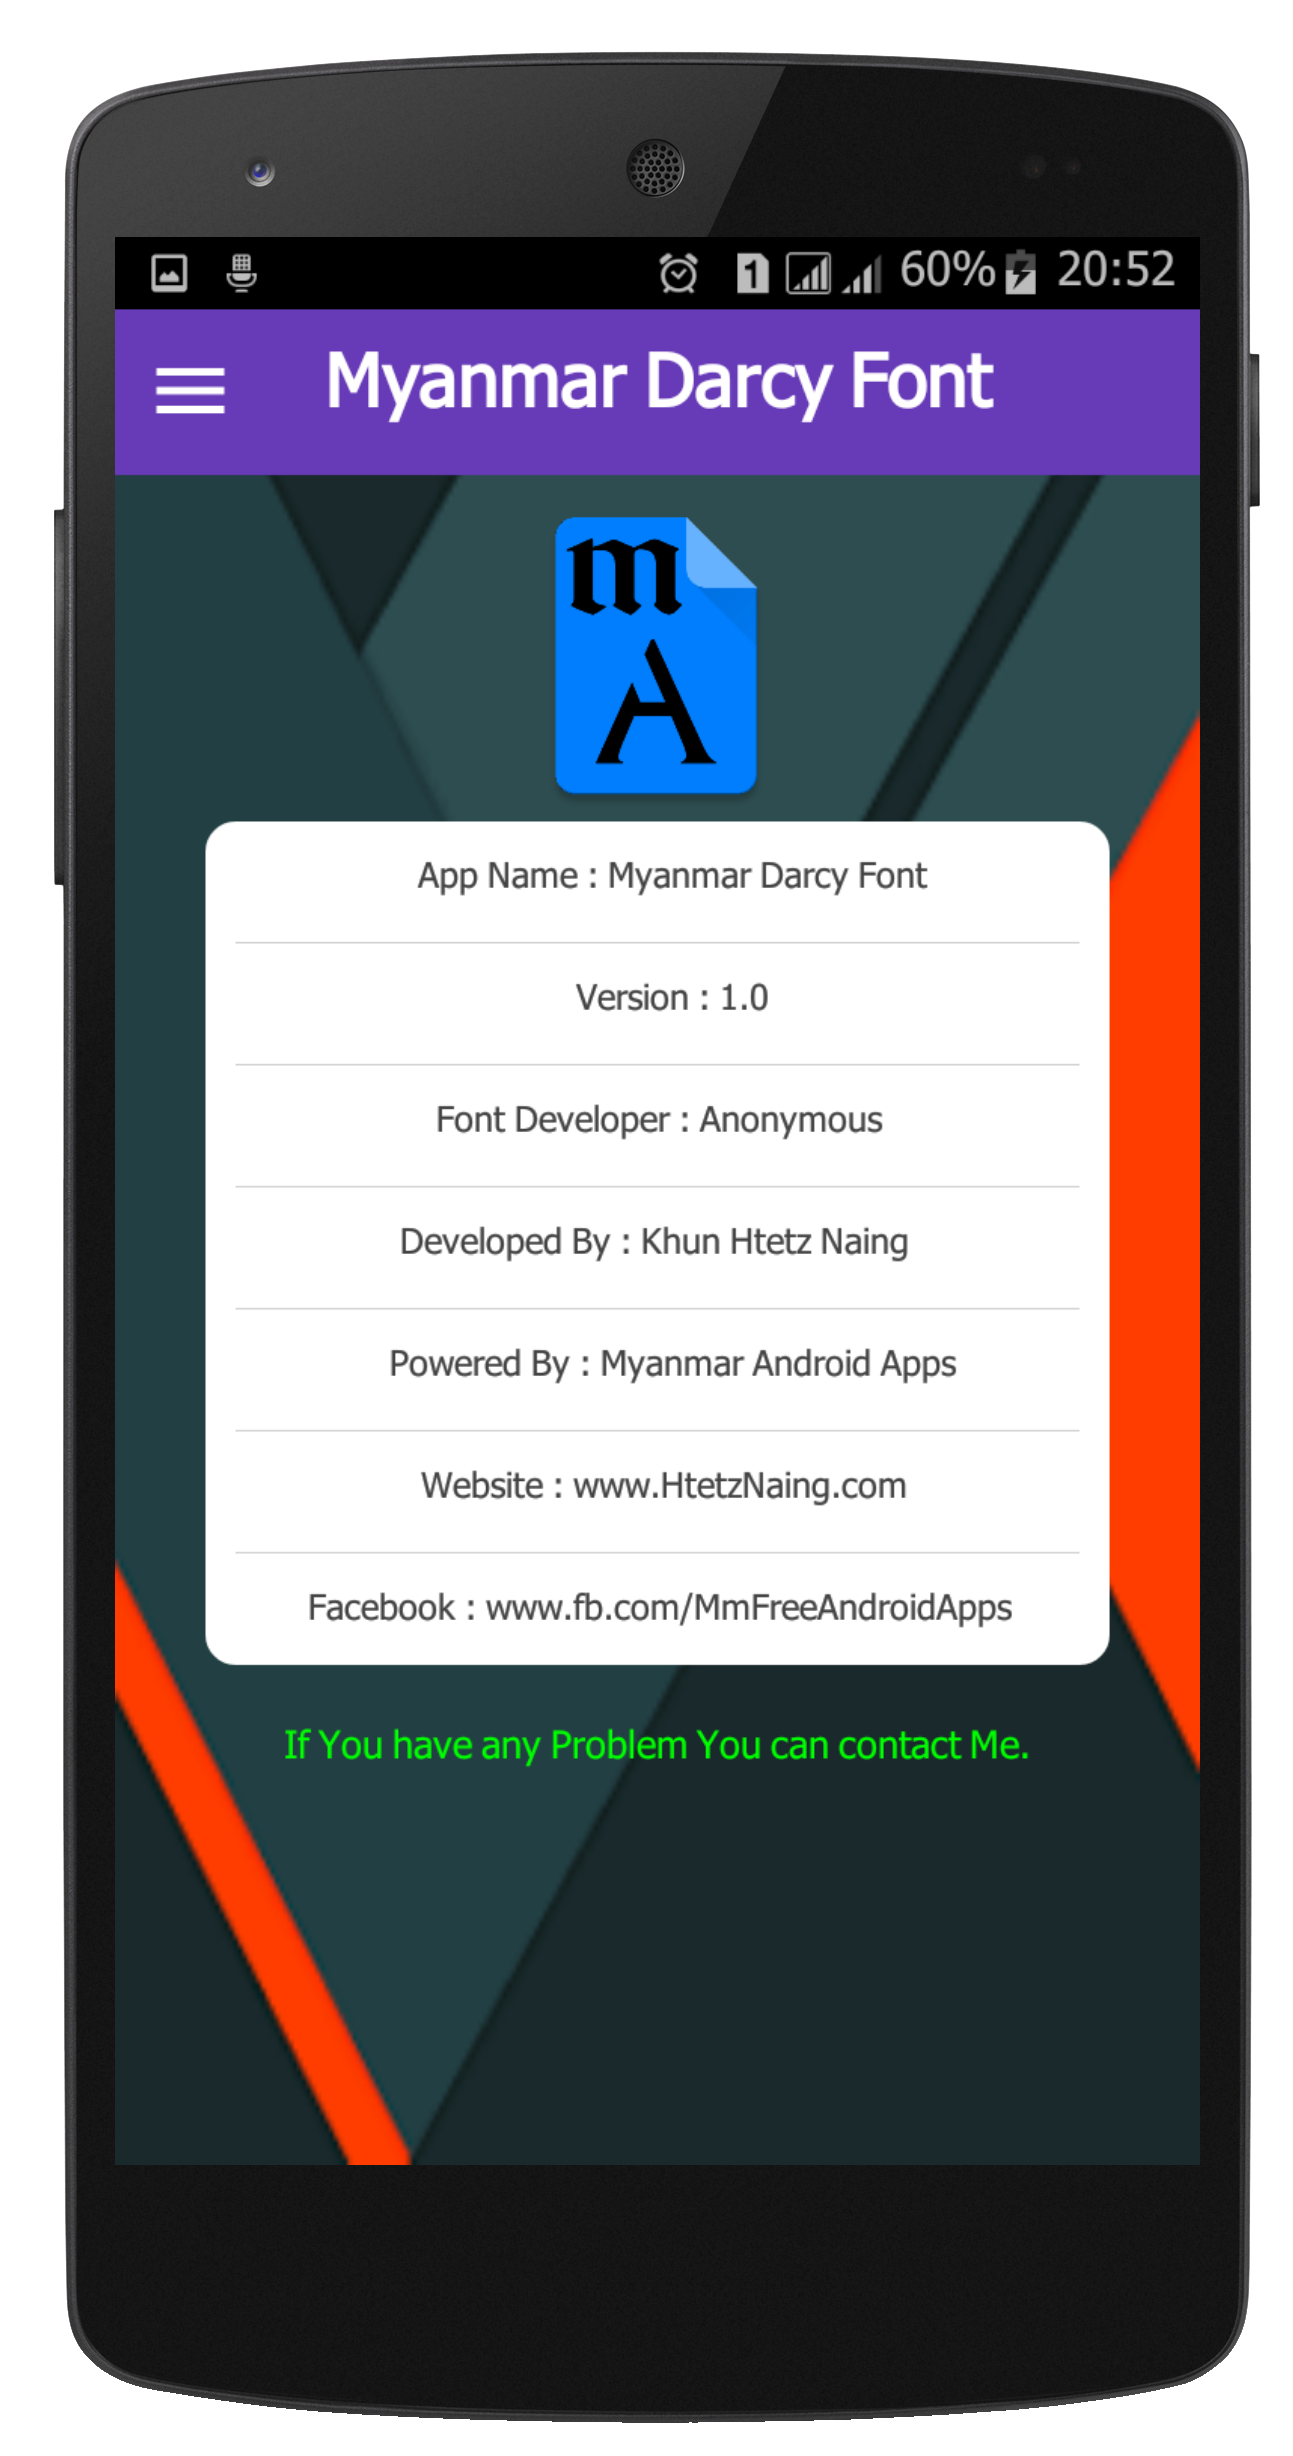 1 60% 20:52
Myanmar Darcy Font
m
A
App Name : Myanmar Darcy Font
Version : 1.0
Font Developer : Anonymous
Developed By : Khun Htetz Naing
Powered By : Myanmar Android Apps
Website : www.HtetzNaing.com
Facebook : www.fb.com/MmFreeAndroidApps
If You have any Problem You can contact Me.